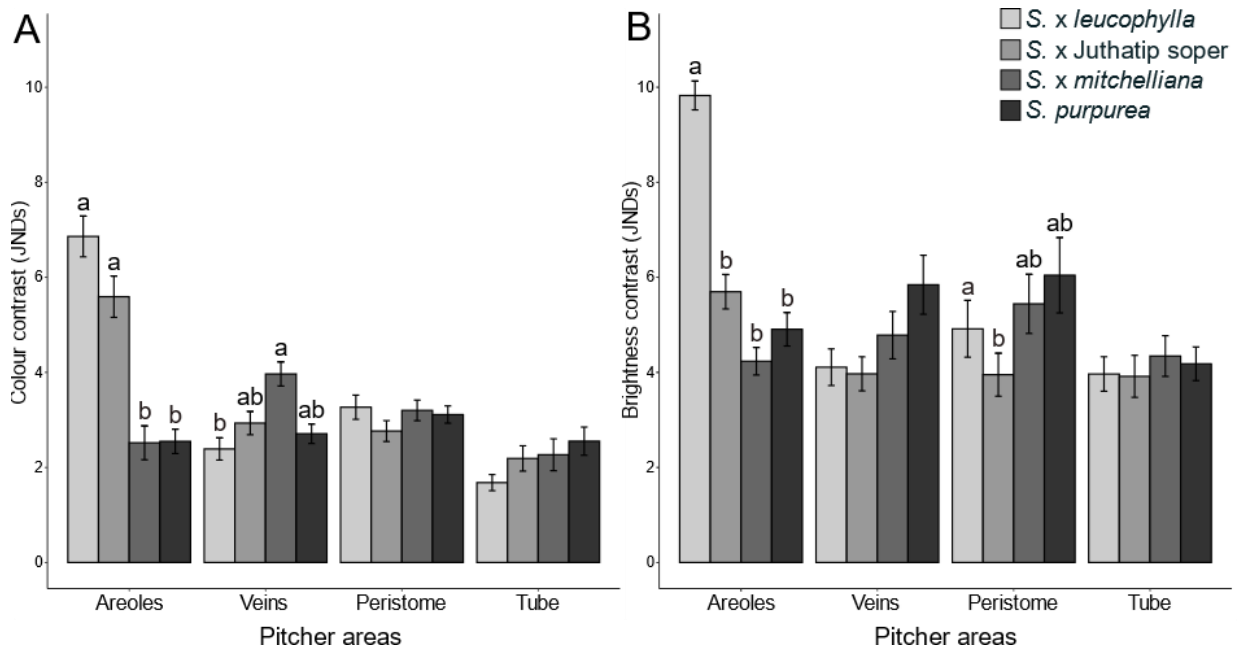 A
Colour contrast (JNDs)
10
8
6
4
2
0
a
a
b
b
b
ab
a
ab
Areoles
Veins
Peristome
Tube
Pitcher areas
B
Brightness contrast (JNDs)
10
8
6
4
2
0
a
b
b
b
a
b
ab
ab
Areoles
Veins
Peristome
Tube
Pitcher areas
S. x leucophylla
S. x Juthatip soper
S. x mitchelliana
S. purpurea